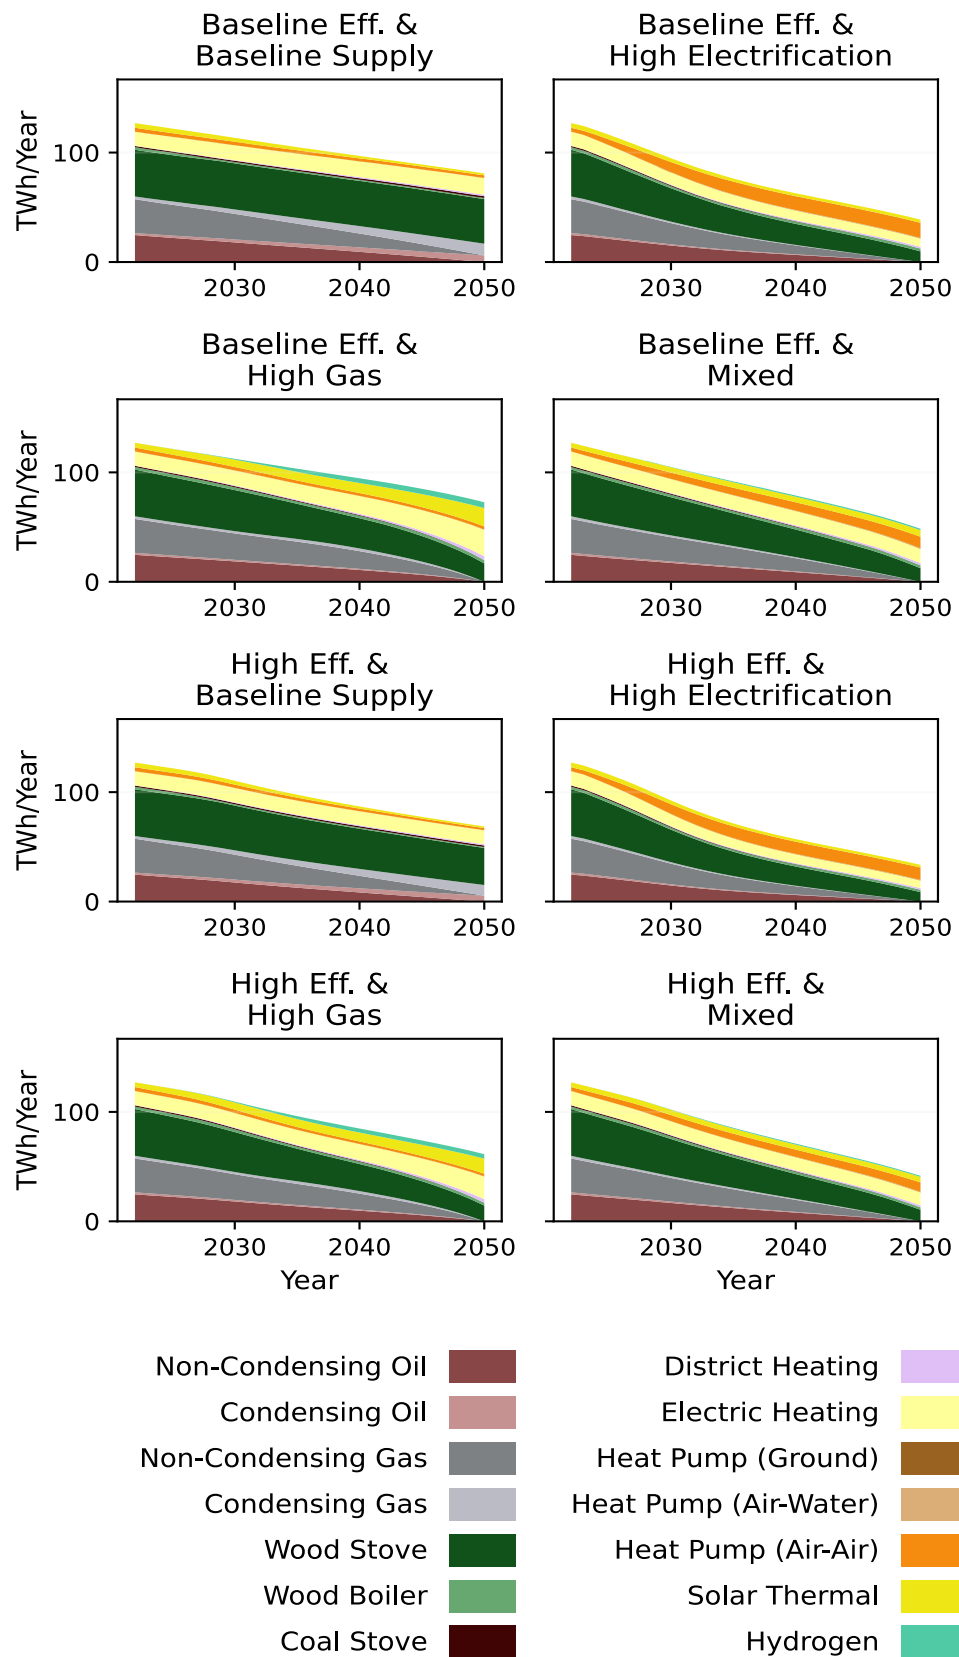 Baseline Eff. &
Baseline Supply
Baseline Eff. &
High Electrification
TWh/Year
100
0
2030
2040
2050
2030
2040
2050
Baseline Eff. &
High Gas
Baseline Eff. &
Mixed
TWh/Year
100
0
2030
2040
2050
2030
2040
2050
High Eff. &
Baseline Supply
High Eff. &
High Electrification
TWh/Year
100
0
2030
2040
2050
2030
2040
2050
High Eff. &
High Gas
High Eff. &
Mixed
TWh/Year
100
0
2030
2040
2050
2030
2040
2050
Year
Year
Non-Condensing Oil
Condensing Oil
Non-Condensing Gas
Condensing Gas
Wood Stove
Wood Boiler
Coal Stove
District Heating
Electric Heating
Heat Pump (Ground)
Heat Pump (Air-Water)
Heat Pump (Air-Air)
Solar Thermal
Hydrogen